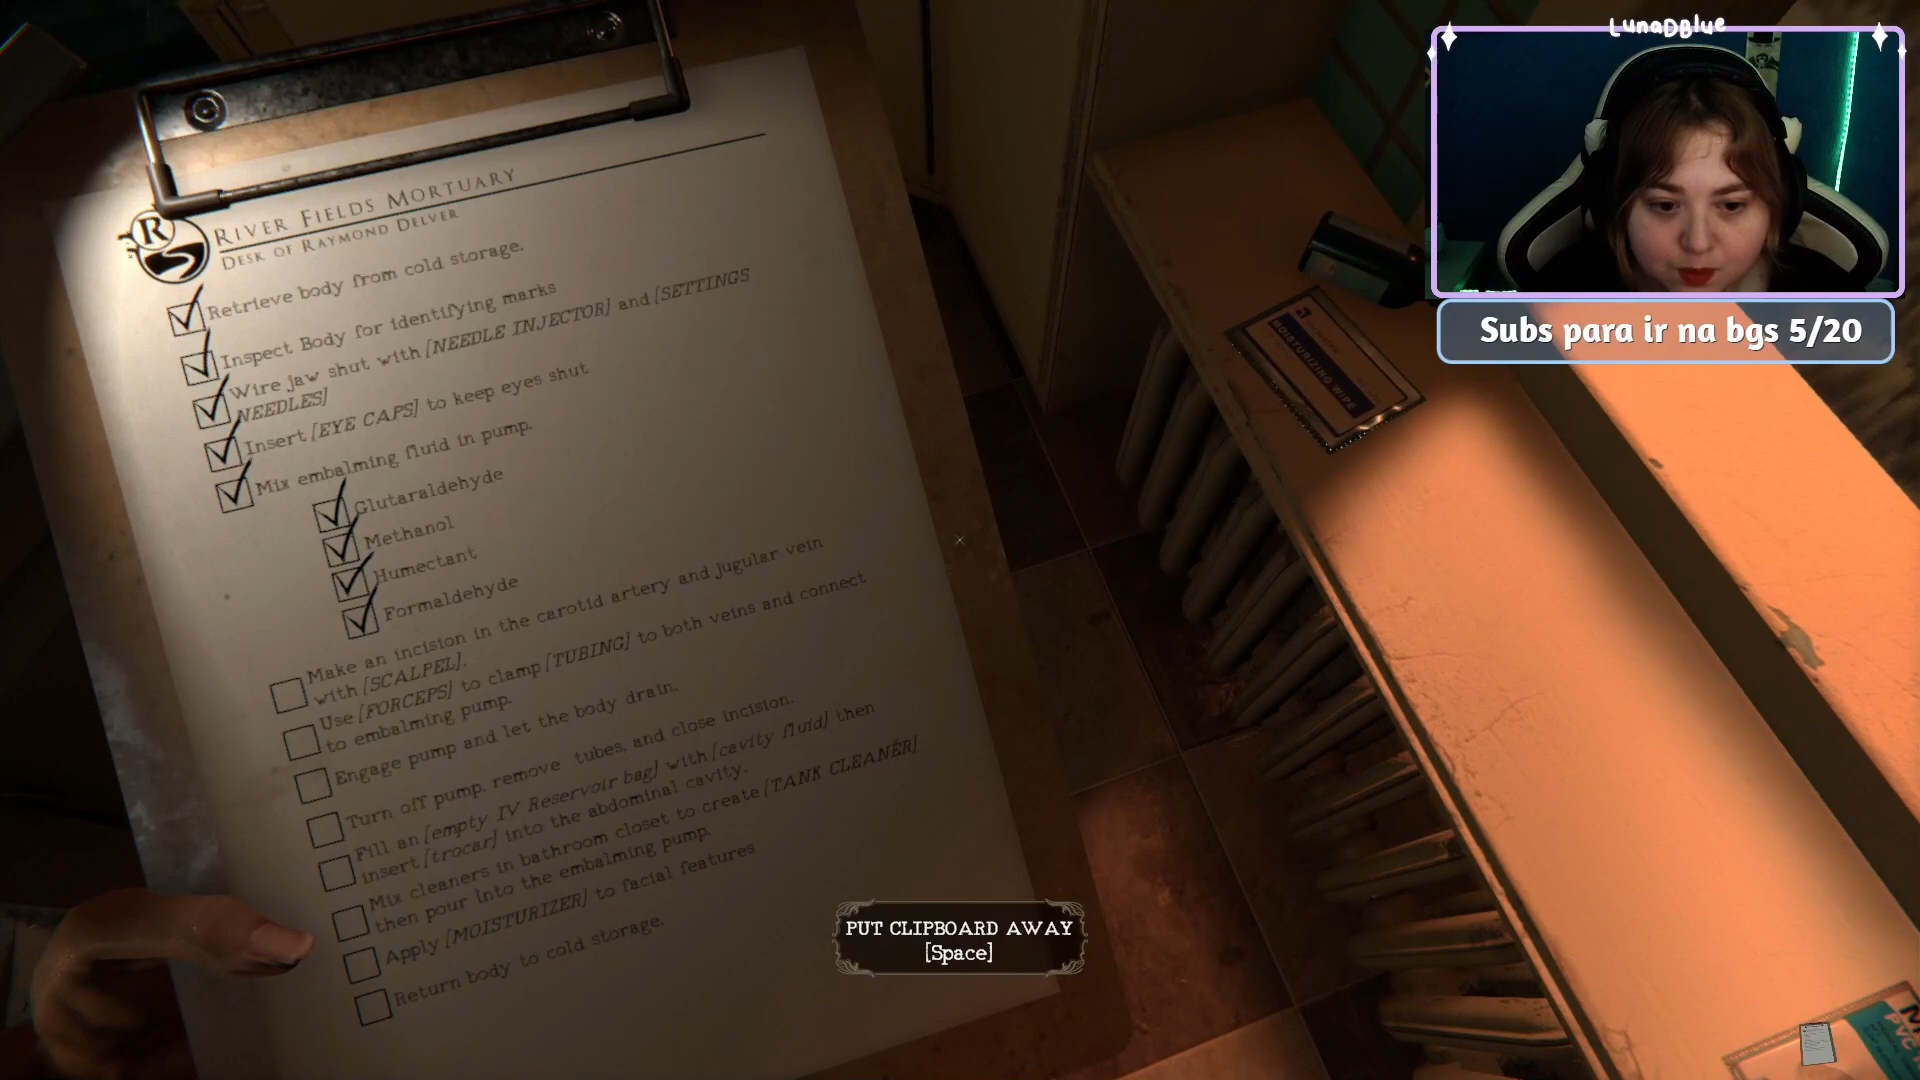 LunaDBlue
Subs para ir na bgs 5/20
R
RIVER FIELDS MORTUARY
DESK OF RAYMOND DELVER
Retrieve body from cold storage.
Inspect Body for identifying marks
Wire jaw shut with [NEEDLE INJECTOR] and [SETTINGS
NEEDLES]
Insert [EYE CAPS] to keep eyes shut
Mix embalming fluid in pump.
Glutaraldehyde
Methanol
Humectant
Formaldehyde
Make an incision in the carotid artery and jugular vein
with [SCALPEL].
Use [FORCEPS] to clamp [TUBING] to both veins and connect
to embalming pump.
Engage pump and let the body drain.
Turn off pump, remove tubes, and close incision.
Fill an [empty IV Reservoir bag] with [cavity fluid] then
insert [trocar] into the abdominal cavity.
Mix cleaners in bathroom closet to create [TANK CLEANER]
then pour into the embalming pump.
Apply [MOISTURIZER] to facial features
Return body to cold storage.
MOISTURIZING WIPE
PUT CLIPBOARD AWAY
[Space]